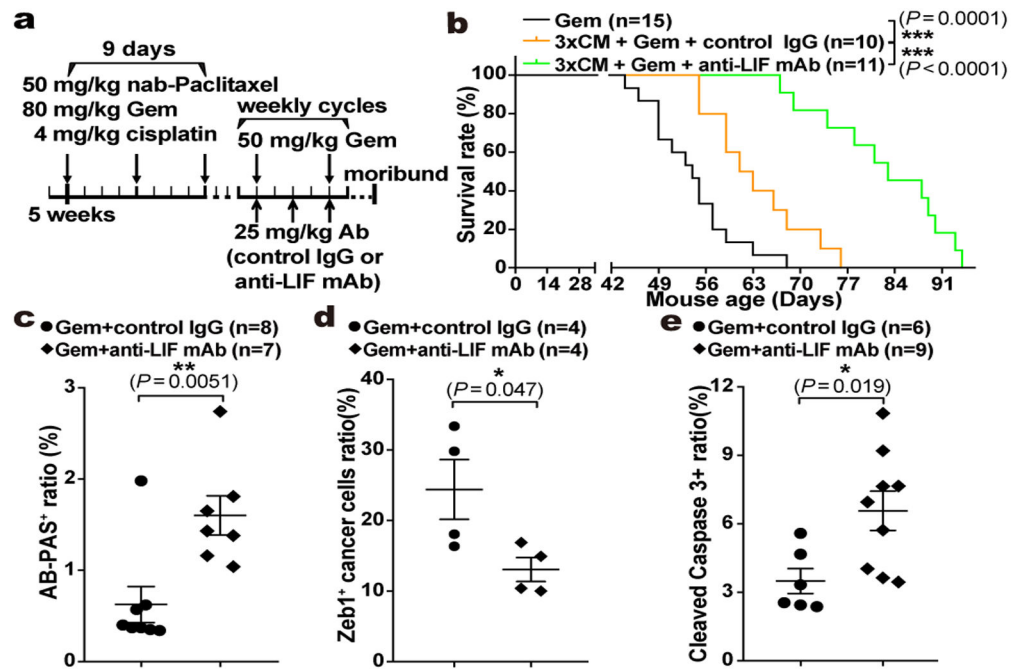 a
9 days
50 mg/kg nab-Paclitaxel
80 mg/kg Gem
4 mg/kg cisplatin
weekly cycles
50 mg/kg Gem
moribund
5 weeks
25 mg/kg Ab
(control IgG or
anti-LIF mAb)
b
Gem (n=15)
3xCM + Gem + control IgG (n=10)
3xCM + Gem + anti-LIF mAb (n=11)
(P=0.0001)
***
***
(P<0.0001)
Survival rate (%)
100
80
60
40
20
0
0 14 28 42 49 56 63 70 77 84 91
Mouse age (Days)
c
Gem+control IgG (n=8)
Gem+anti-LIF mAb (n=7)
**
(P=0.0051)
AB-PAS+ ratio (%)
3
2
1
0
d
Gem+control IgG (n=4)
Gem+anti-LIF mAb (n=4)
*
(P=0.047)
Zeb1+ cancer cells ratio(%)
40
30
20
10
0
e
Gem+control IgG (n=6)
Gem+anti-LIF mAb (n=9)
*
(P=0.019)
Cleaved Caspase 3+ ratio(%)
12
9
6
3
0